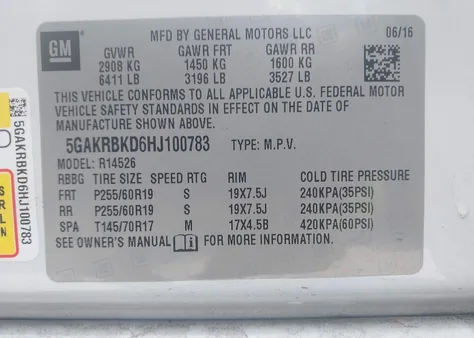 GM
MFD BY GENERAL MOTORS LLC 06/16
GVWR GAWR FRT GAWR RR
2908 KG 1450 KG 1600 KG
6411 LB 3196 LB 3527 LB
THIS VEHICLE CONFORMS TO ALL APPLICABLE U.S. FEDERAL MOTOR
VEHICLE SAFETY STANDARDS IN EFFECT ON THE DATE OF
MANUFACTURE SHOWN ABOVE.
5GAKRBKD6HJ100783 TYPE: M.P.V.
MODEL: R14526
RBBG TIRE SIZE SPEED RTG RIM COLD TIRE PRESSURE
FRT P255/60R19 S 19X7.5J 240KPA(35PSI)
RR P255/60R19 S 19X7.5J 240KPA(35PSI)
SPA T145/70R17 M 17X4.5B 420KPA(60PSI)
SEE OWNER'S MANUAL FOR MORE INFORMATION
5GAKRBKD6HJ100783